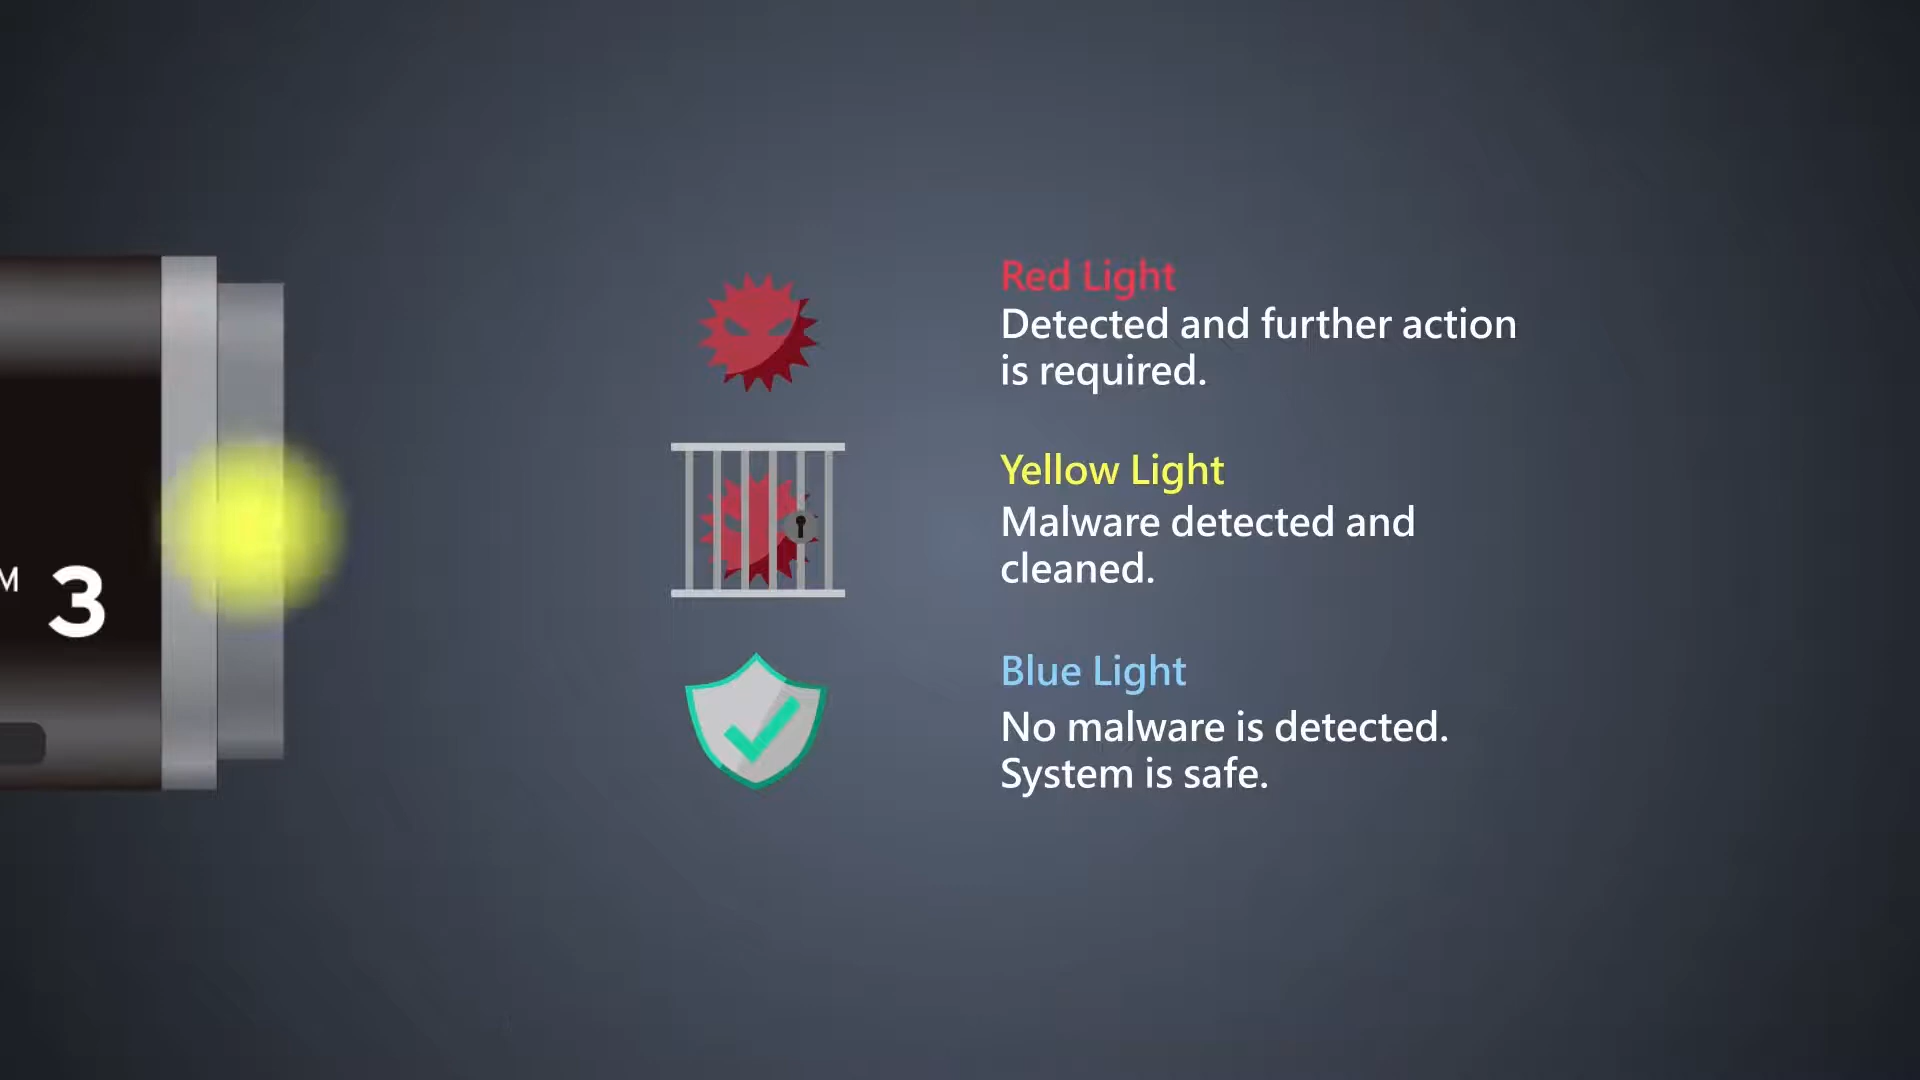 M 3
Red Light
Detected and further action
is required.
Yellow Light
Malware detected and
cleaned.
Blue Light
No malware is detected.
System is safe.